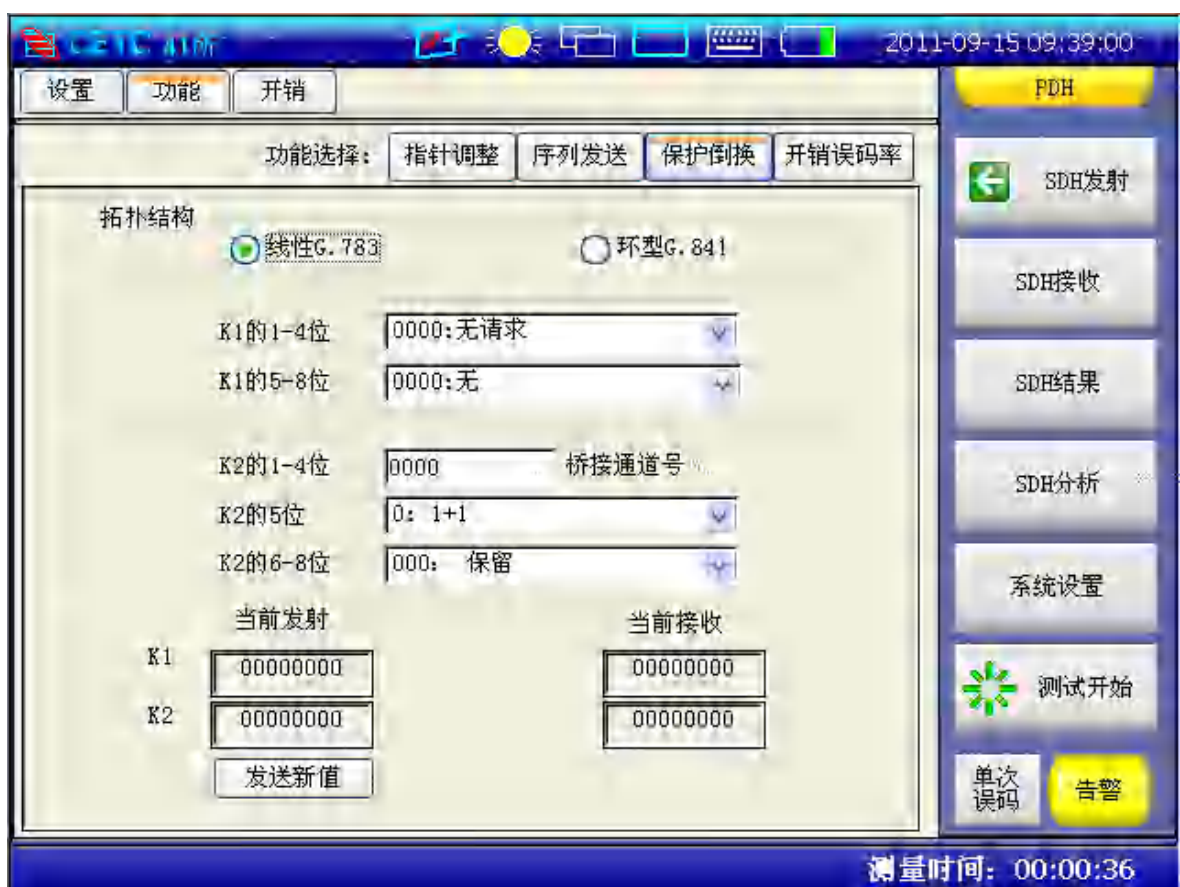 CETC 41所 2011-09-15 09:39:00
设置 功能 开销 PDH
功能选择: 指针调整 序列发送 保护倒换 开销误码率
SDH发射
拓扑结构
线性G.783 环型G.841
SDH接收
K1的1-4位 0000:无请求
K1的5-8位 0000:无
SDH结果
K2的1-4位 0000 桥接通道号
SDH分析
K2的5位 0: 1+1
K2的6-8位 000: 保留
系统设置
当前发射 当前接收
K1 00000000 00000000
测试开始
K2 00000000 00000000
发送新值
单次误码 告警
测量时间: 00:00:36